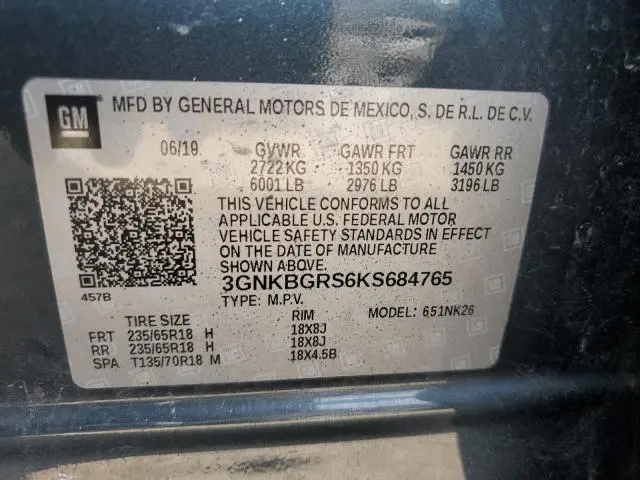 GM MFD BY GENERAL MOTORS DE MEXICO, S. DE R.L. DE C.V.
06/19 GVWR GAWR FRT GAWR RR
2722 KG 1350 KG 1450 KG
6001 LB 2976 LB 3196 LB
THIS VEHICLE CONFORMS TO ALL
APPLICABLE U.S. FEDERAL MOTOR
VEHICLE SAFETY STANDARDS IN EFFECT
ON THE DATE OF MANUFACTURE
SHOWN ABOVE.
3GNKBGRS6KS684765
457B
TYPE: M.P.V.
TIRE SIZE RIM MODEL: 651NK26
FRT 235/65R18 H 18X8J
RR 235/65R18 H 18X8J
SPA T135/70R18 M 18X4.5B